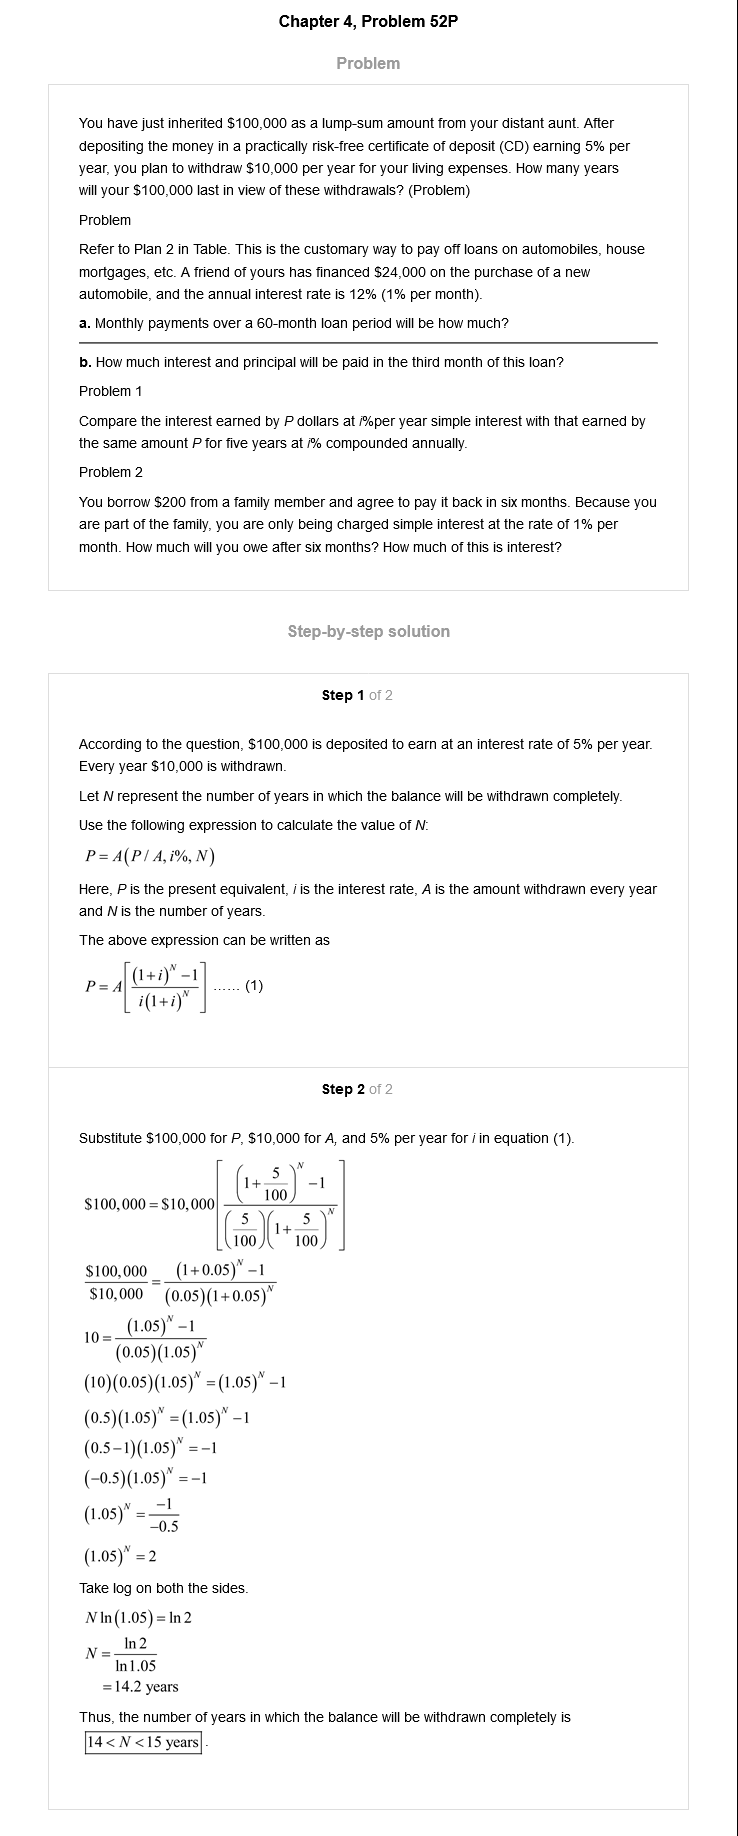 Chapter 4, Problem 52P
Problem
You have just inherited $100,000 as a lump-sum amount from your distant aunt. After
depositing the money in a practically risk-free certificate of deposit (CD) earning 5% per
year, you plan to withdraw $10,000 per year for your living expenses. How many years
will your $100,000 last in view of these withdrawals? (Problem)
Problem
Refer to Plan 2 in Table. This is the customary way to pay off loans on automobiles, house
mortgages, etc. A friend of yours has financed $24,000 on the purchase of a new
automobile, and the annual interest rate is 12% (1% per month).
a. Monthly payments over a 60-month loan period will be how much?
b. How much interest and principal will be paid in the third month of this loan?
Problem 1
Compare the interest earned by P dollars at i%per year simple interest with that earned by
the same amount P for five years at i% compounded annually.
Problem 2
You borrow $200 from a family member and agree to pay it back in six months. Because you
are part of the family, you are only being charged simple interest at the rate of 1% per
month. How much will you owe after six months? How much of this is interest?
Step-by-step solution
Step 1 of 2
According to the question, $100,000 is deposited to earn at an interest rate of 5% per year.
Every year $10,000 is withdrawn.
Let N represent the number of years in which the balance will be withdrawn completely.
Use the following expression to calculate the value of N:
P = A(P / A, i%, N)
Here, P is the present equivalent, i is the interest rate, A is the amount withdrawn every year
and N is the number of years.
The above expression can be written as
P = A[((1+i)^N −1)/(i(1+i)^N)] ...... (1)
Step 2 of 2
Substitute $100,000 for P, $10,000 for A, and 5% per year for i in equation (1).
$100,000 = $10,000[((1+5/100)^N −1)/((5/100)(1+5/100)^N)]
$100,000/$10,000 = ((1+0.05)^N −1)/((0.05)(1+0.05)^N)
10 = ((1.05)^N −1)/((0.05)(1.05)^N)
(10)(0.05)(1.05)^N = (1.05)^N −1
(0.5)(1.05)^N = (1.05)^N −1
(0.5−1)(1.05)^N = −1
(−0.5)(1.05)^N = −1
(1.05)^N = −1/−0.5
(1.05)^N = 2
Take log on both the sides.
N ln(1.05) = ln 2
N = ln 2/ln 1.05
= 14.2 years
Thus, the number of years in which the balance will be withdrawn completely is
14 < N < 15 years.